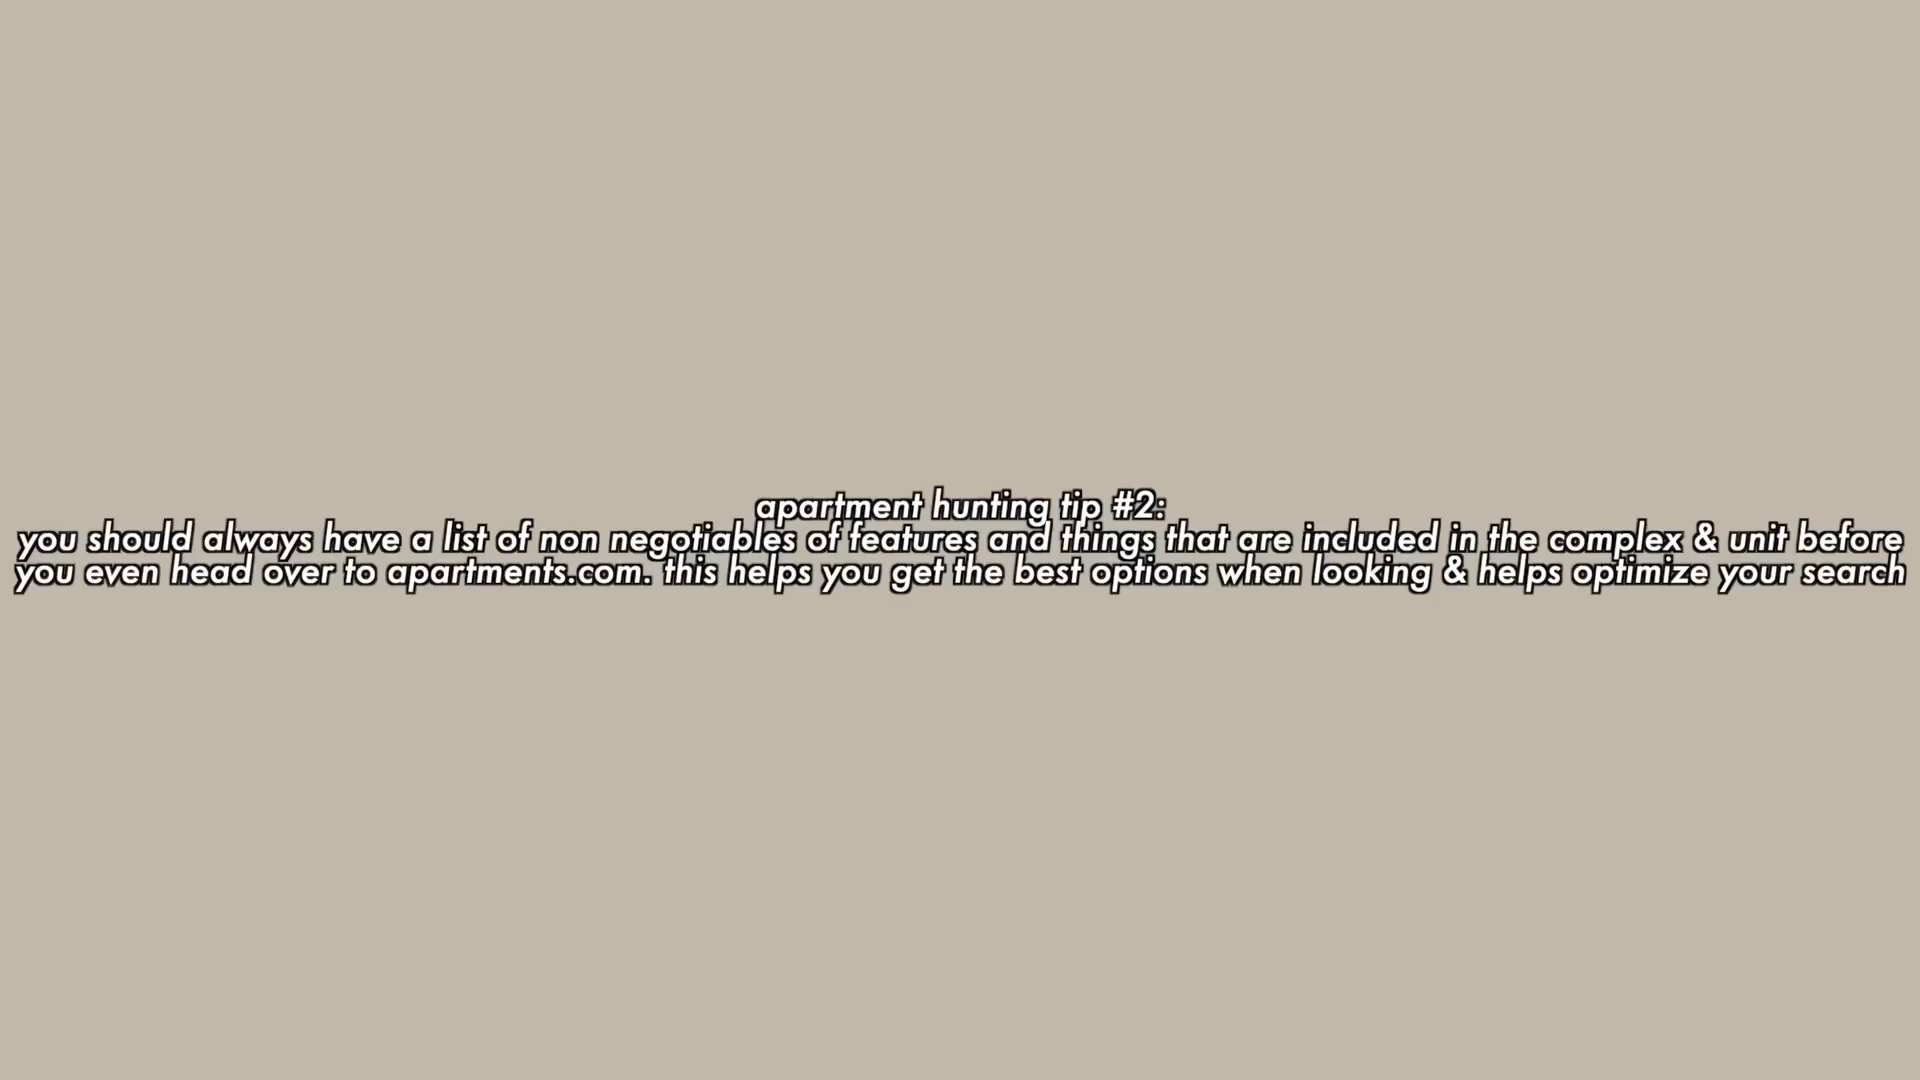 apartment hunting tip #2:
you should always have a list of non negotiables of features and things that are included in the complex & unit before
you even head over to apartments.com. this helps you get the best options when looking & helps optimize your search